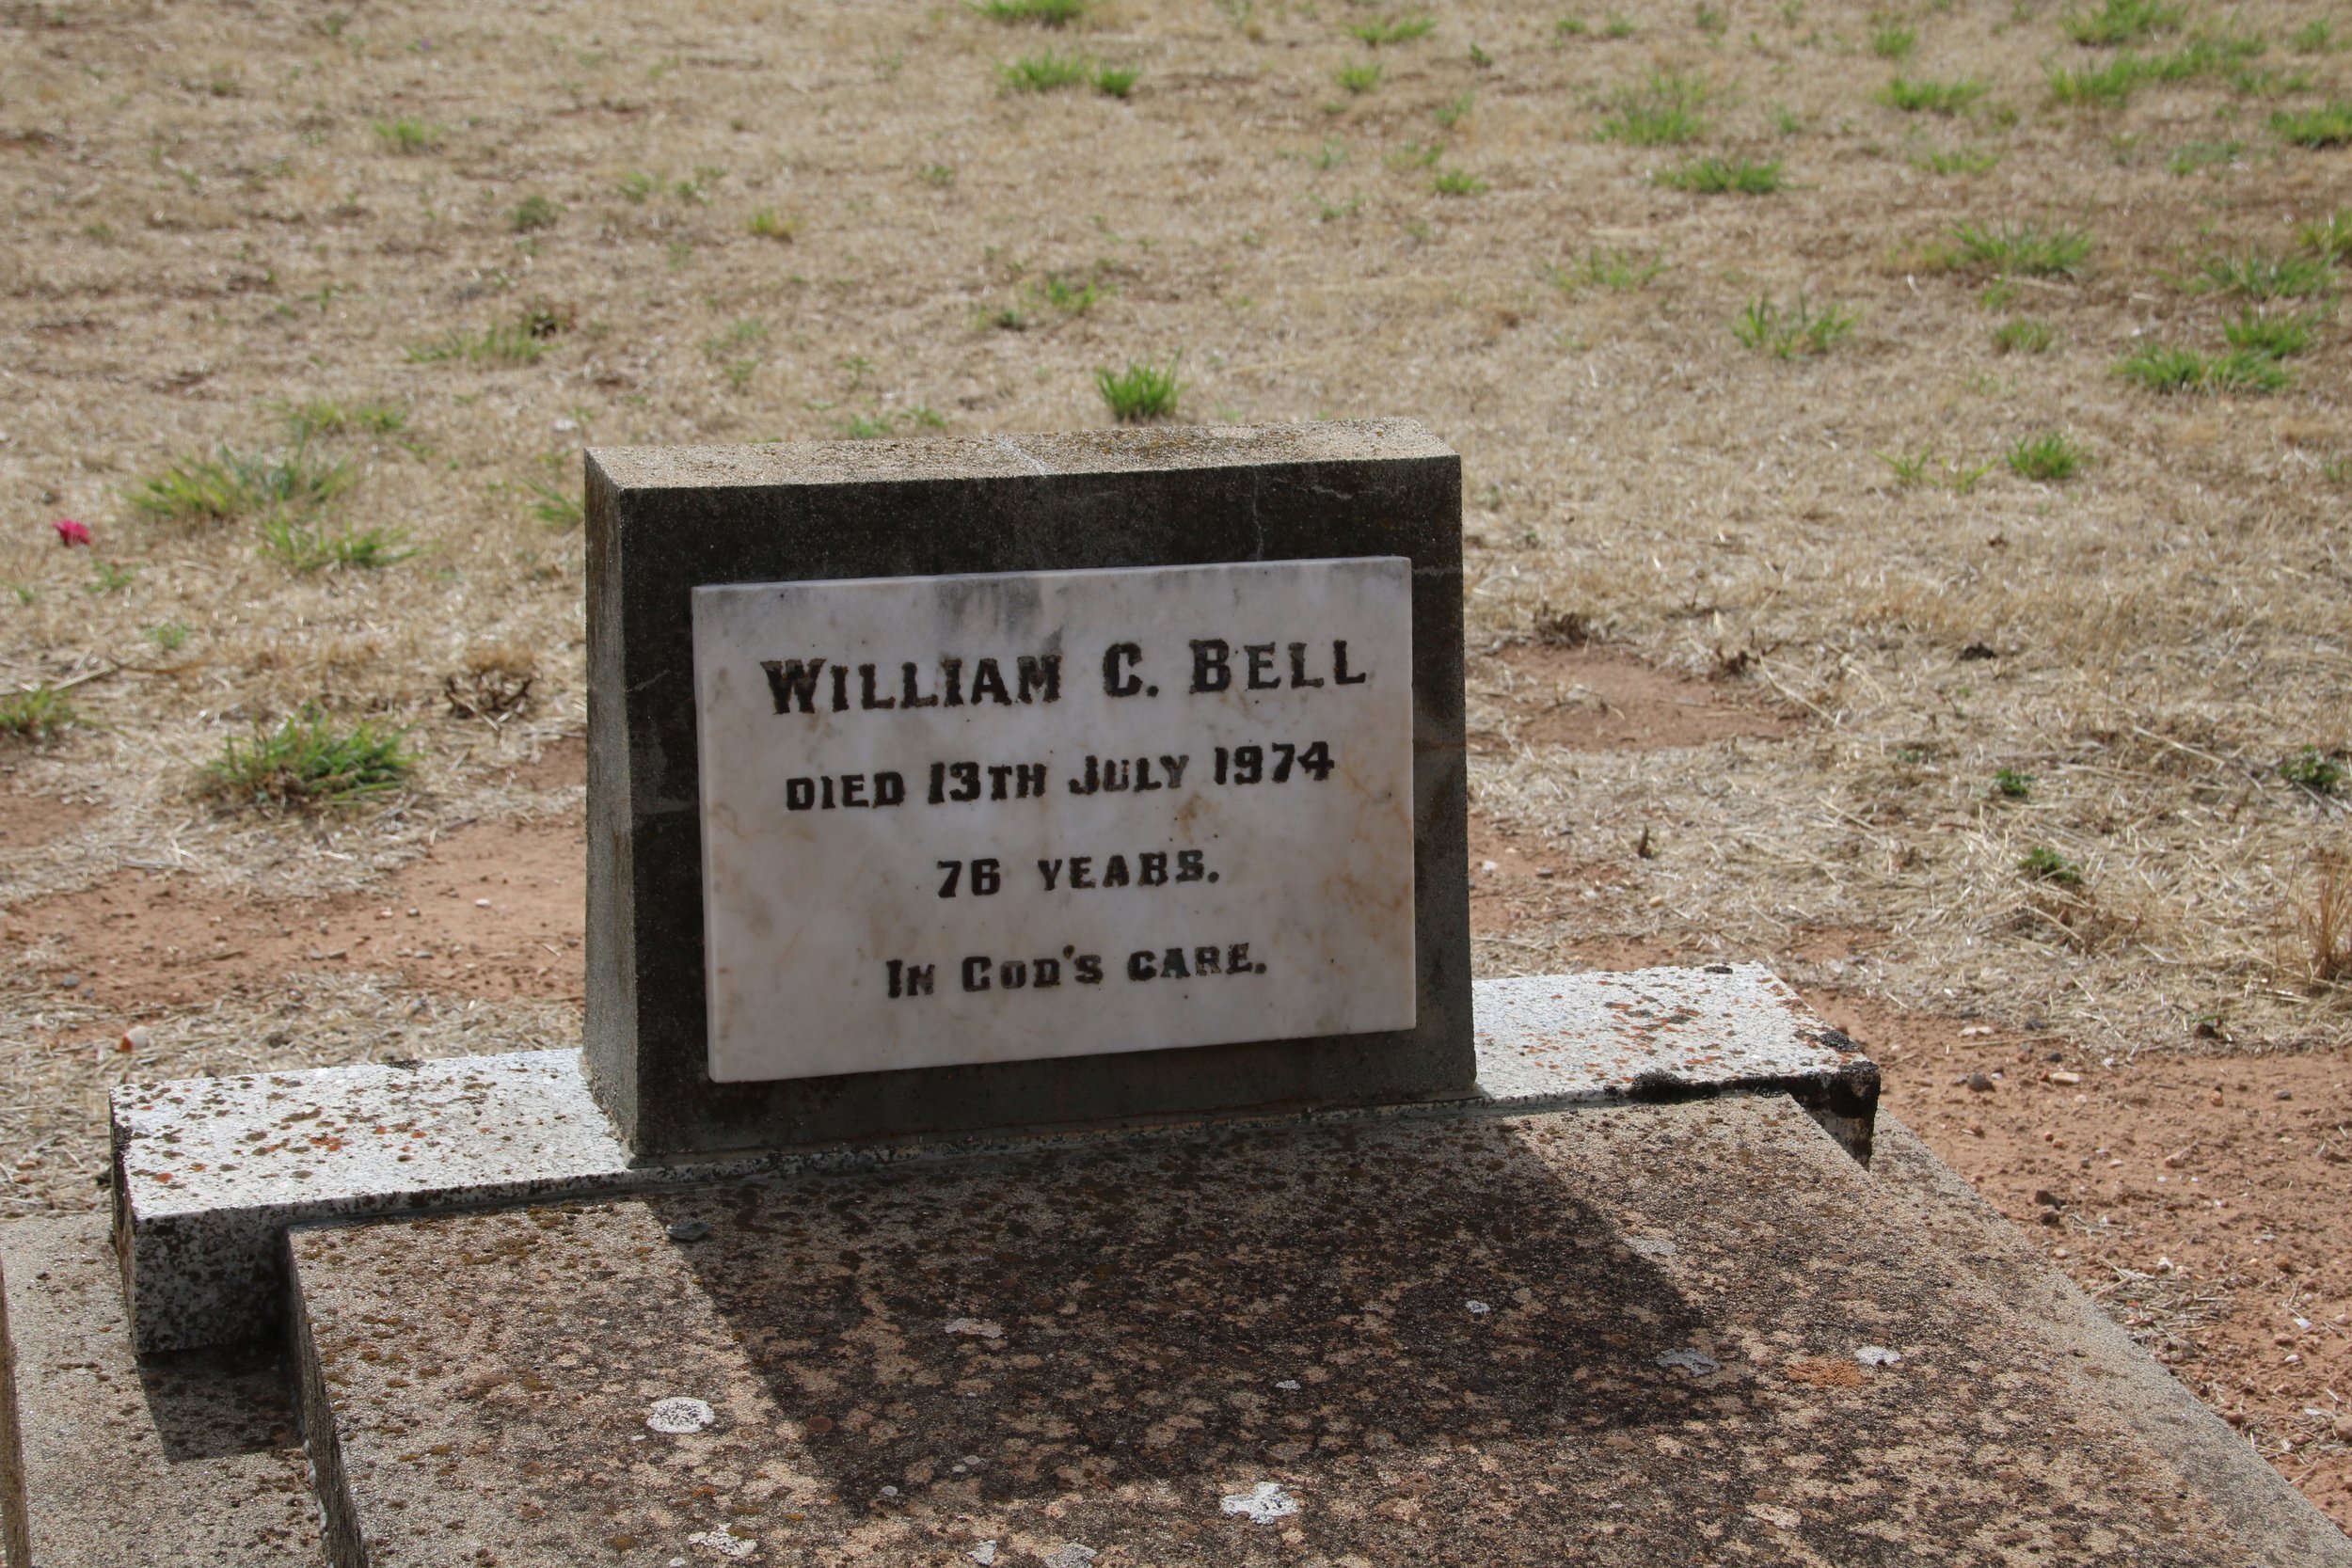 WILLIAM C. BELL
DIED 13TH JULY 1974
76 YEARS.
IN GOD'S CARE.